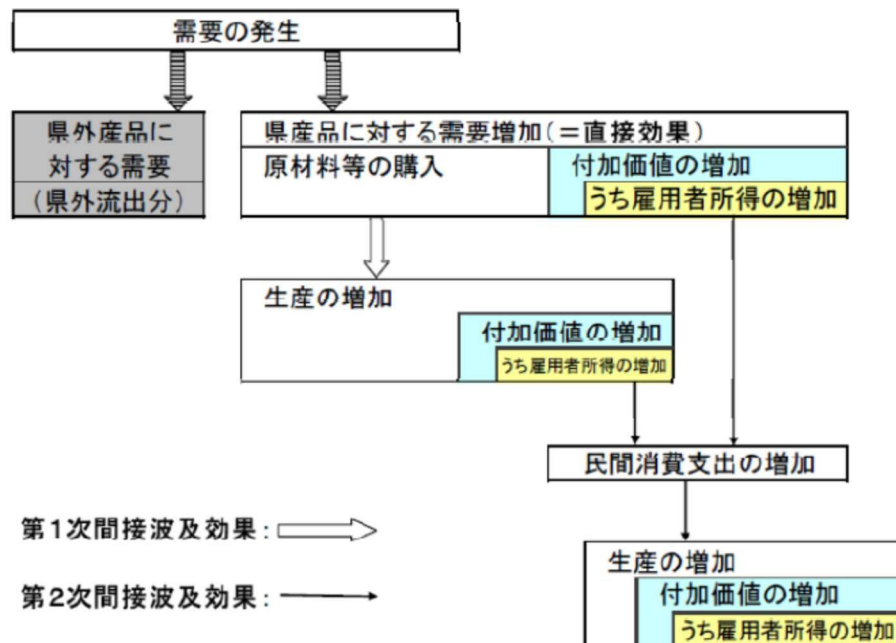 需要の発生
県外産品に
対する需要
(県外流出分)
県産品に対する需要増加(=直接効果)
原材料等の購入
付加価値の増加
うち雇用者所得の増加
生産の増加
付加価値の増加
うち雇用者所得の増加
民間消費支出の増加
第1次間接波及効果:
第2次間接波及効果:
生産の増加
付加価値の増加
うち雇用者所得の増加